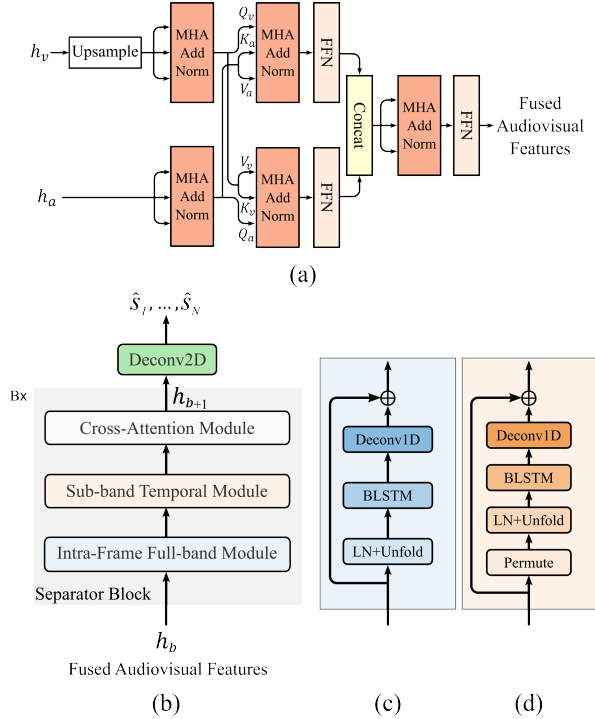 h_v
Upsample
MHA
Add
Norm
Q_v
K_a
V_a
MHA
Add
Norm
FFN
h_a
MHA
Add
Norm
V_v
K_v
Q_a
MHA
Add
Norm
FFN
Concat
MHA
Add
Norm
FFN
Fused
Audiovisual
Features
(a)
ŝ_1, ...,ŝ_N
Deconv2D
Bx
h_{b+1}
Cross-Attention Module
Sub-band Temporal Module
Intra-Frame Full-band Module
Separator Block
h_b
Fused Audiovisual Features
(b)
Deconv1D
BLSTM
LN+Unfold
(c)
Deconv1D
BLSTM
LN+Unfold
Permute
(d)